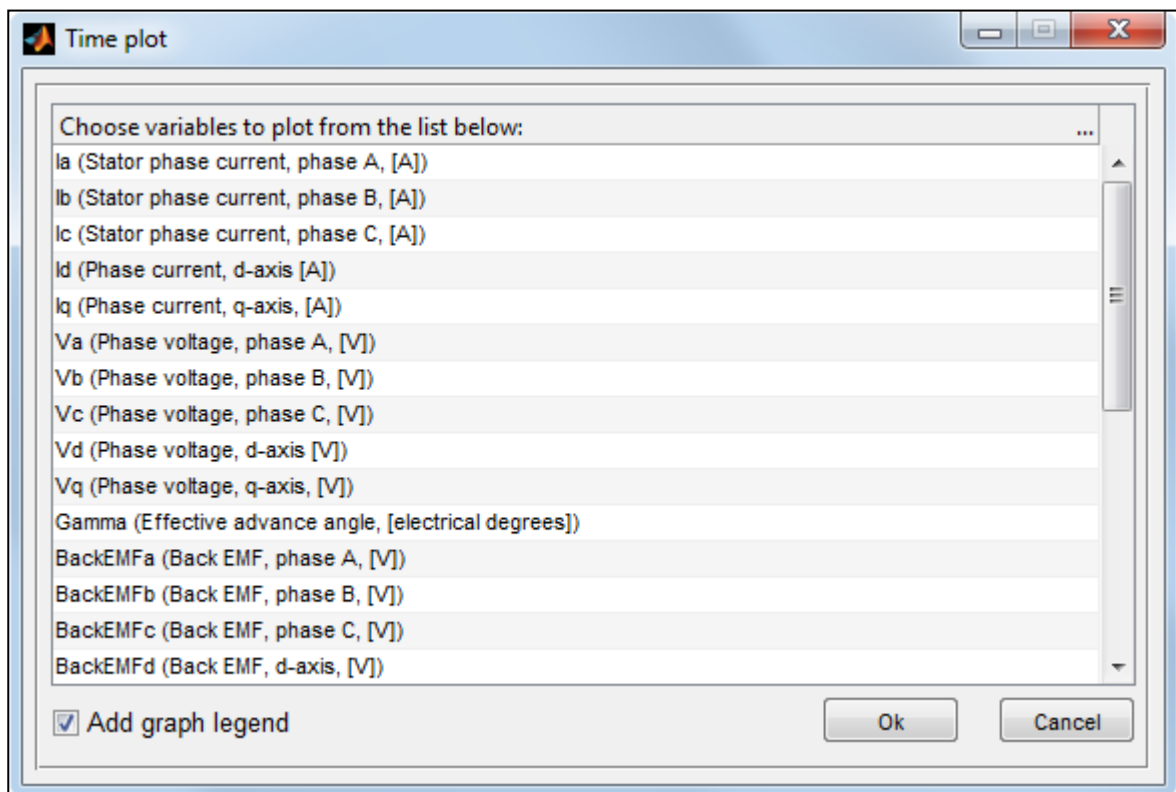 Time plot
Choose variables to plot from the list below: ...
Ia (Stator phase current, phase A, [A])
Ib (Stator phase current, phase B, [A])
Ic (Stator phase current, phase C, [A])
Id (Phase current, d-axis [A])
Iq (Phase current, q-axis, [A])
Va (Phase voltage, phase A, [V])
Vb (Phase voltage, phase B, [V])
Vc (Phase voltage, phase C, [V])
Vd (Phase voltage, d-axis [V])
Vq (Phase voltage, q-axis, [V])
Gamma (Effective advance angle, [electrical degrees])
BackEMFa (Back EMF, phase A, [V])
BackEMFb (Back EMF, phase B, [V])
BackEMFc (Back EMF, phase C, [V])
BackEMFd (Back EMF, d-axis, [V])
Add graph legend Ok Cancel